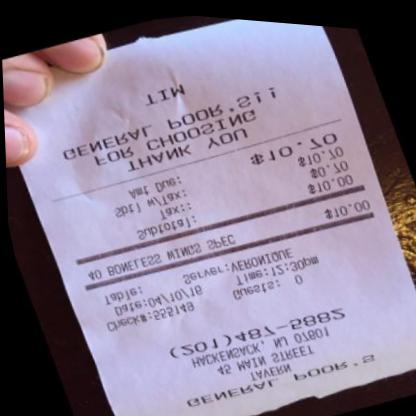 GENERAL POOR'S
TAVERN
45 MAIN STREET
HACKENSACK, NJ 07601
(201)487-5882
Check#:555149 Guests: 0
Date:04/10/16 Time:12:30pm
Table: Server:VERONIQUE
40 BONELESS WINGS SPEC $10.00
Subtotal: $10.00
Tax:: $0.70
Sbtl w/Tax: $10.70
Amt Due: $10.70
THANK YOU
FOR CHOOSING
GENERAL POOR'S!!
TIM